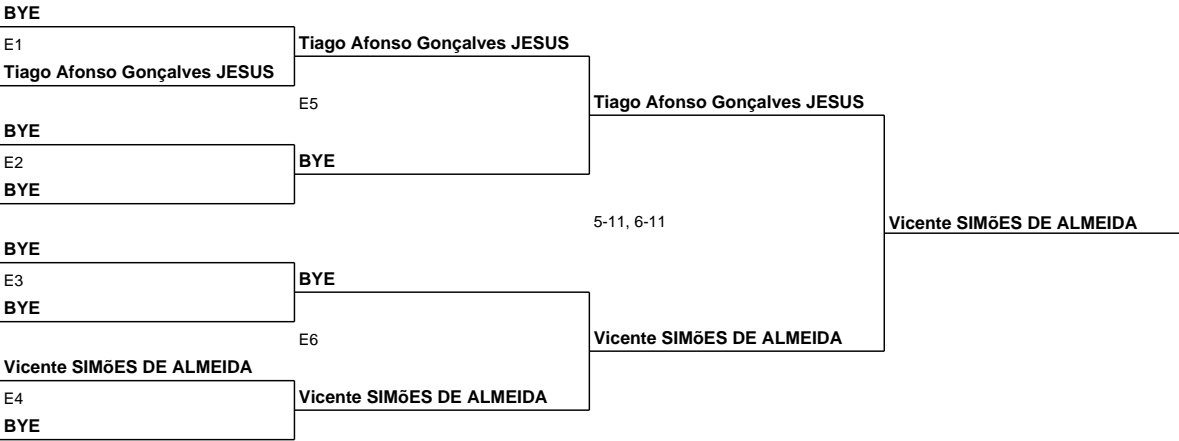 BYE
E1
Tiago Afonso Gonçalves JESUS
Tiago Afonso Gonçalves JESUS
E5
Tiago Afonso Gonçalves JESUS
BYE
E2
BYE
BYE
5-11, 6-11
Vicente SIMõES DE ALMEIDA
BYE
E3
BYE
BYE
E6
Vicente SIMõES DE ALMEIDA
Vicente SIMõES DE ALMEIDA
E4
Vicente SIMõES DE ALMEIDA
BYE